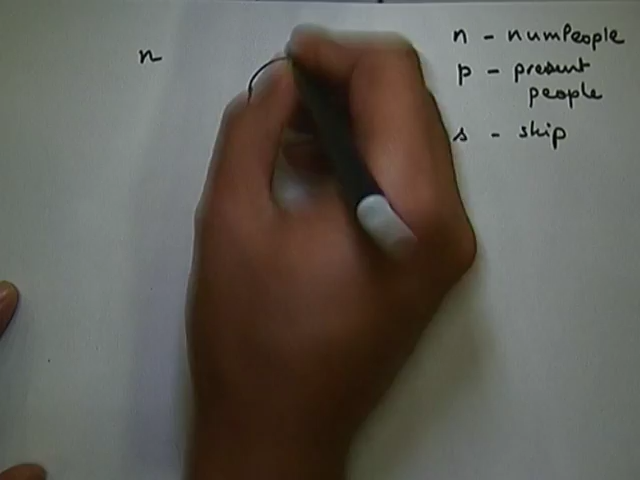 n
n - numPeople
p - present
people
s - skip